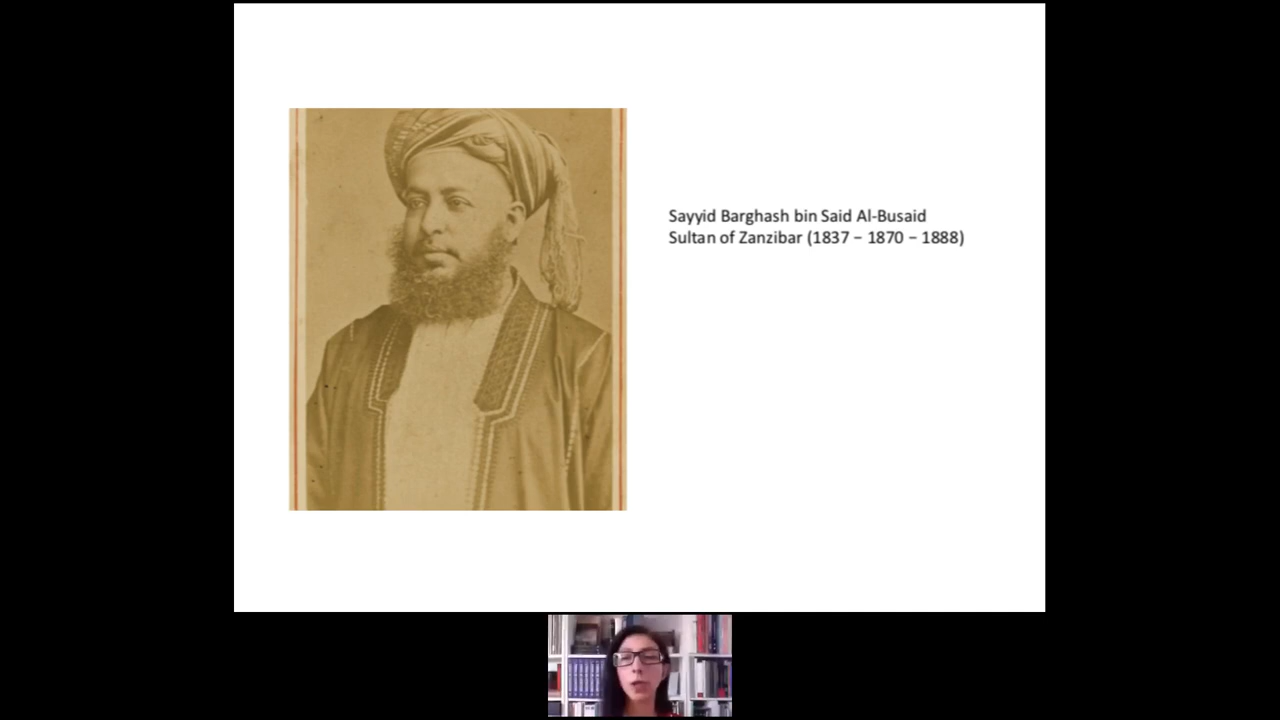 Sayyid Barghash bin Said Al-Busaid
Sultan of Zanzibar (1837 – 1870 – 1888)